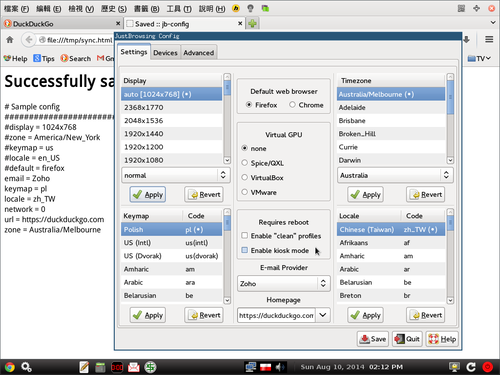 檔案 (F) 編輯 (E) 檢視 (V) 歷史 (S) 書籤 (B) 工具 (T) 說明 (H)
DuckDuckGo
Saved :: jb-config
file:///tmp/sync.html
Help
Tips
Search
Gm
TV
Successfully sa
# Sample config
#display = 1024x768
#zone = America/New_York
#keymap = us
#locale = en_US
#default = firefox
email = Zoho
keymap = pl
locale = zh_TW
network = 0
url = https://duckduckgo.com
zone = Australia/Melbourne
JustBrowsing Config
Settings
Devices
Advanced
Display
auto [1024x768] (*)
2368x1770
2048x1536
1920x1440
1920x1200
1920x1080
normal
Apply
Revert
Default web browser
Firefox
Chrome
Virtual GPU
none
Spice/QXL
VirtualBox
VMware
Timezone
Australia/Melbourne (*)
Adelaide
Brisbane
Broken_Hill
Currie
Darwin
Australia
Apply
Revert
Keymap Code
Polish pl (*)
US (Intl) us(intl)
US (Dvorak) us(dvorak)
Amharic am
Arabic ara
Belarusian be
Apply
Revert
Requires reboot
Enable "clean" profiles
Enable kiosk mode
E-mail Provider
Zoho
Homepage
https://duckduckgo.com
Locale Code
Chinese (Taiwan) zh_TW (*)
Afrikaans af
Amharic am
Arabic ar
Belarusian be
Breton br
Apply
Revert
Save
Quit
Help
Sun Aug 10, 2014 02:12 PM